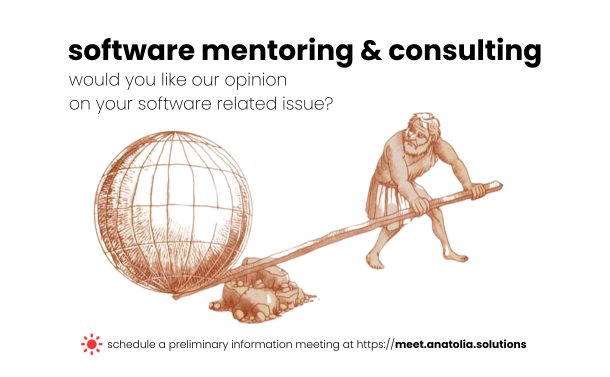 software mentoring & consulting
would you like our opinion
on your software related issue?
schedule a preliminary information meeting at https://meet.anatolia.solutions